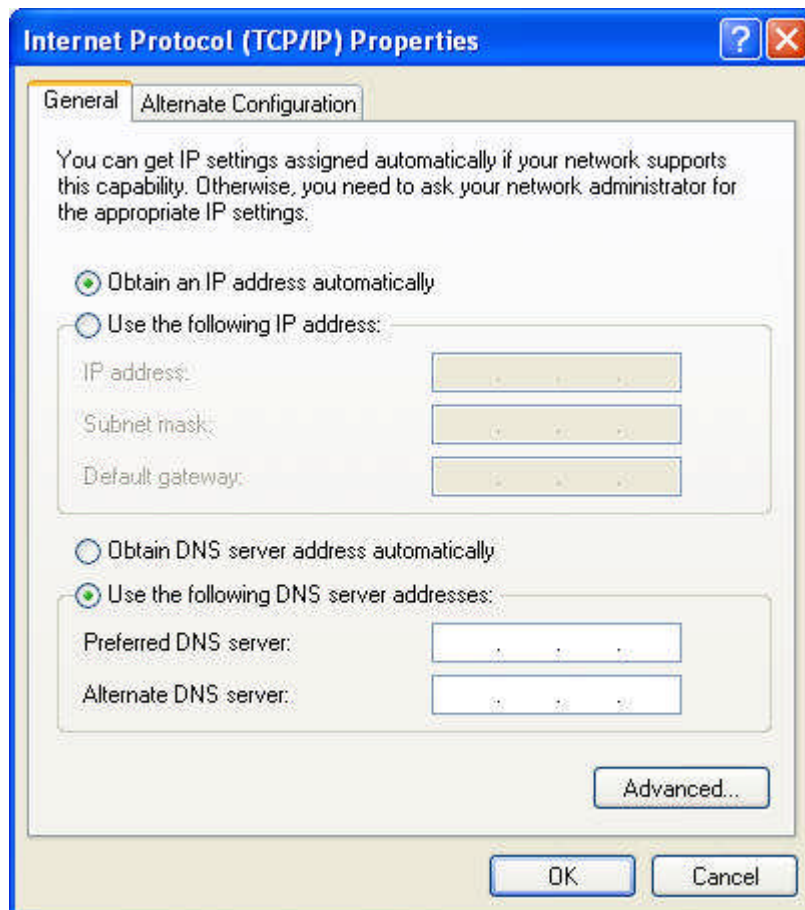 Internet Protocol (TCP/IP) Properties
General
Alternate Configuration
You can get IP settings assigned automatically if your network supports
this capability. Otherwise, you need to ask your network administrator for
the appropriate IP settings.
Obtain an IP address automatically
Use the following IP address:
IP address:
Subnet mask:
Default gateway:
Obtain DNS server address automatically
Use the following DNS server addresses:
Preferred DNS server:
Alternate DNS server:
Advanced...
OK
Cancel